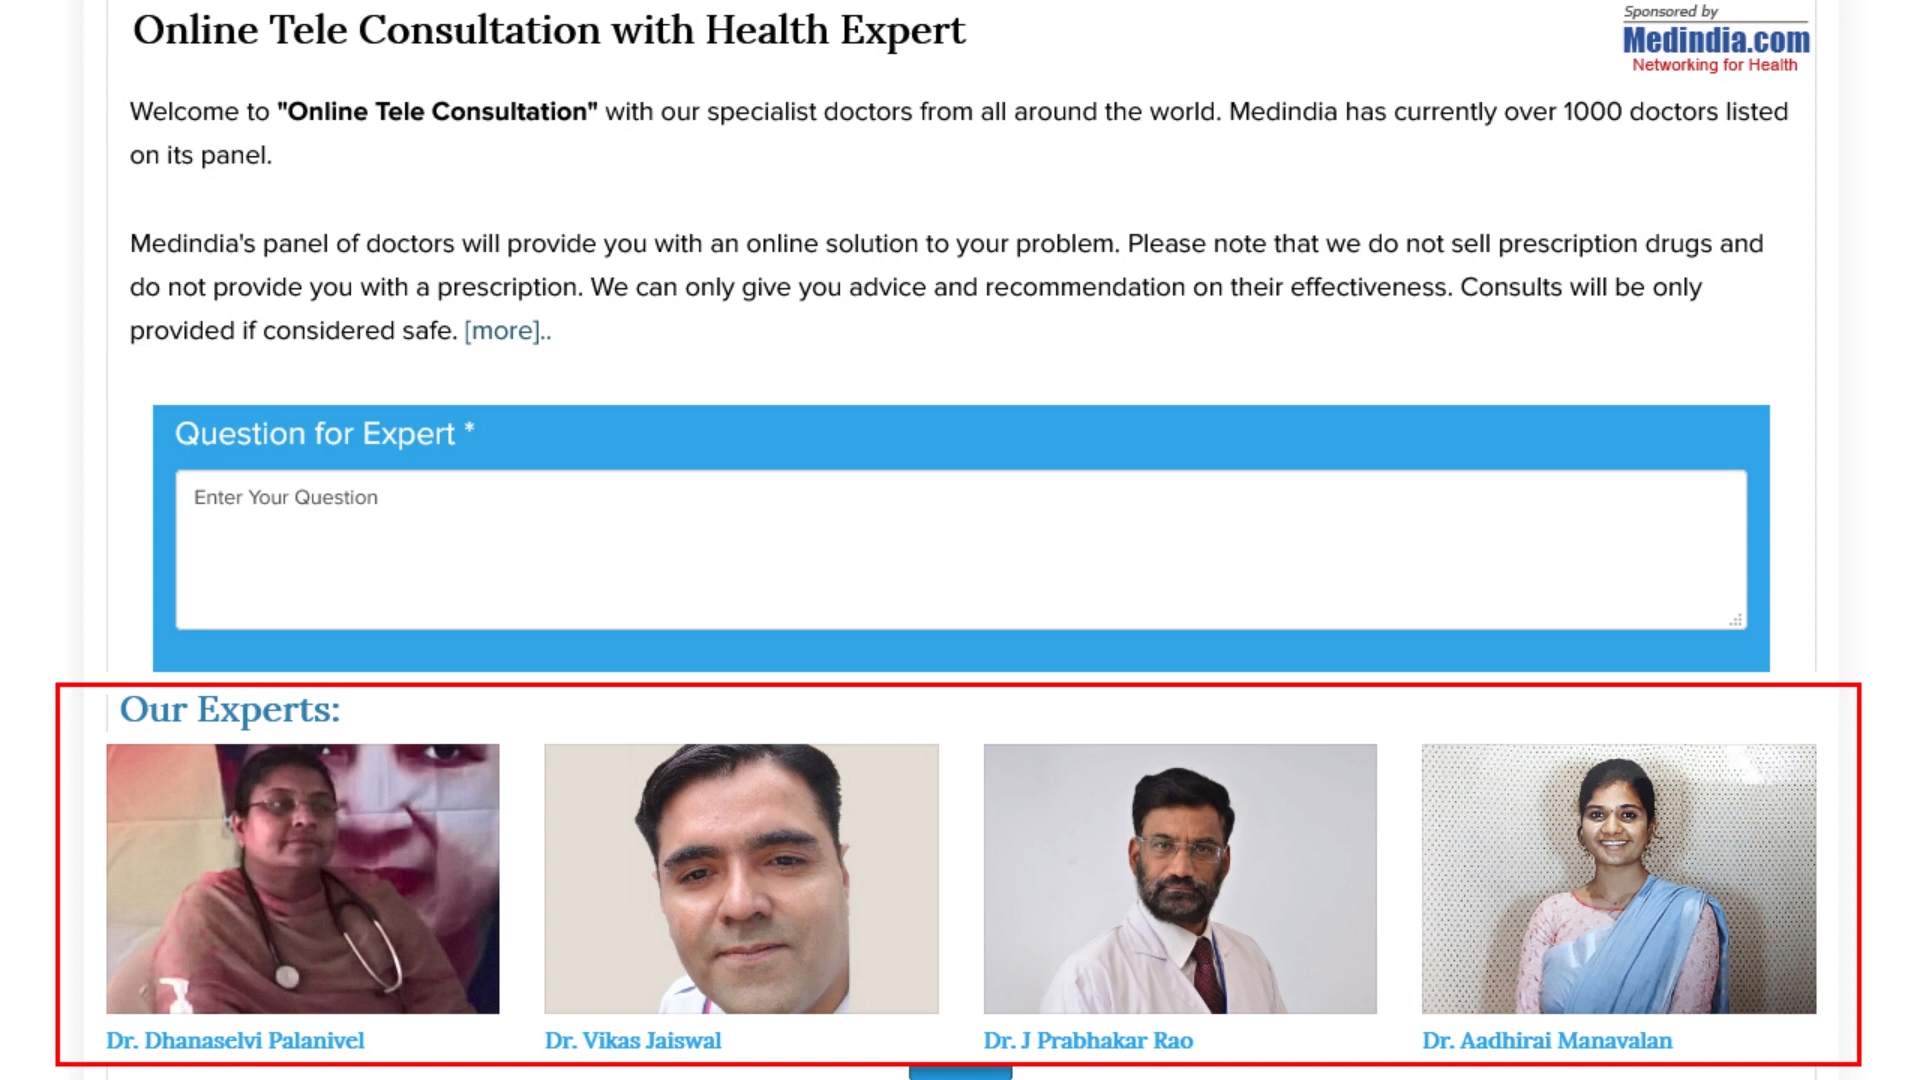 Online Tele Consultation with Health Expert
Sponsored by
Medindia.com
Networking for Health
Welcome to "Online Tele Consultation" with our specialist doctors from all around the world. Medindia has currently over 1000 doctors listed
on its panel.
Medindia's panel of doctors will provide you with an online solution to your problem. Please note that we do not sell prescription drugs and
do not provide you with a prescription. We can only give you advice and recommendation on their effectiveness. Consults will be only
provided if considered safe. [more]..
Question for Expert *
Enter Your Question
Our Experts:
Dr. Dhanaselvi Palanivel
Dr. Vikas Jaiswal
Dr. J Prabhakar Rao
Dr. Aadhirai Manavalan